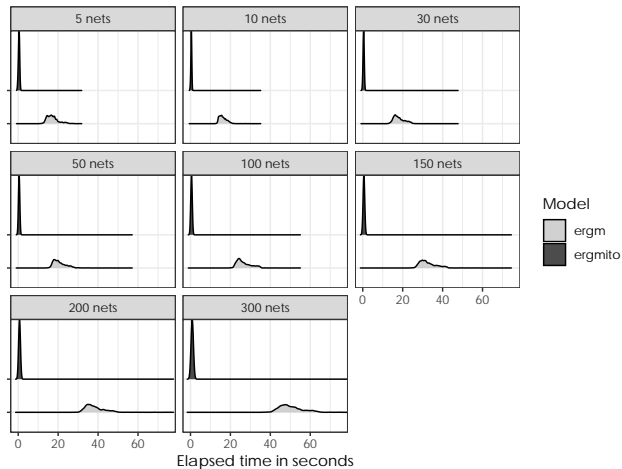 5 nets
10 nets
30 nets
50 nets
100 nets
150 nets
Model
ergm
ergmito
0 20 40 60
200 nets
300 nets
0 20 40 60
0 20 40 60
Elapsed time in seconds